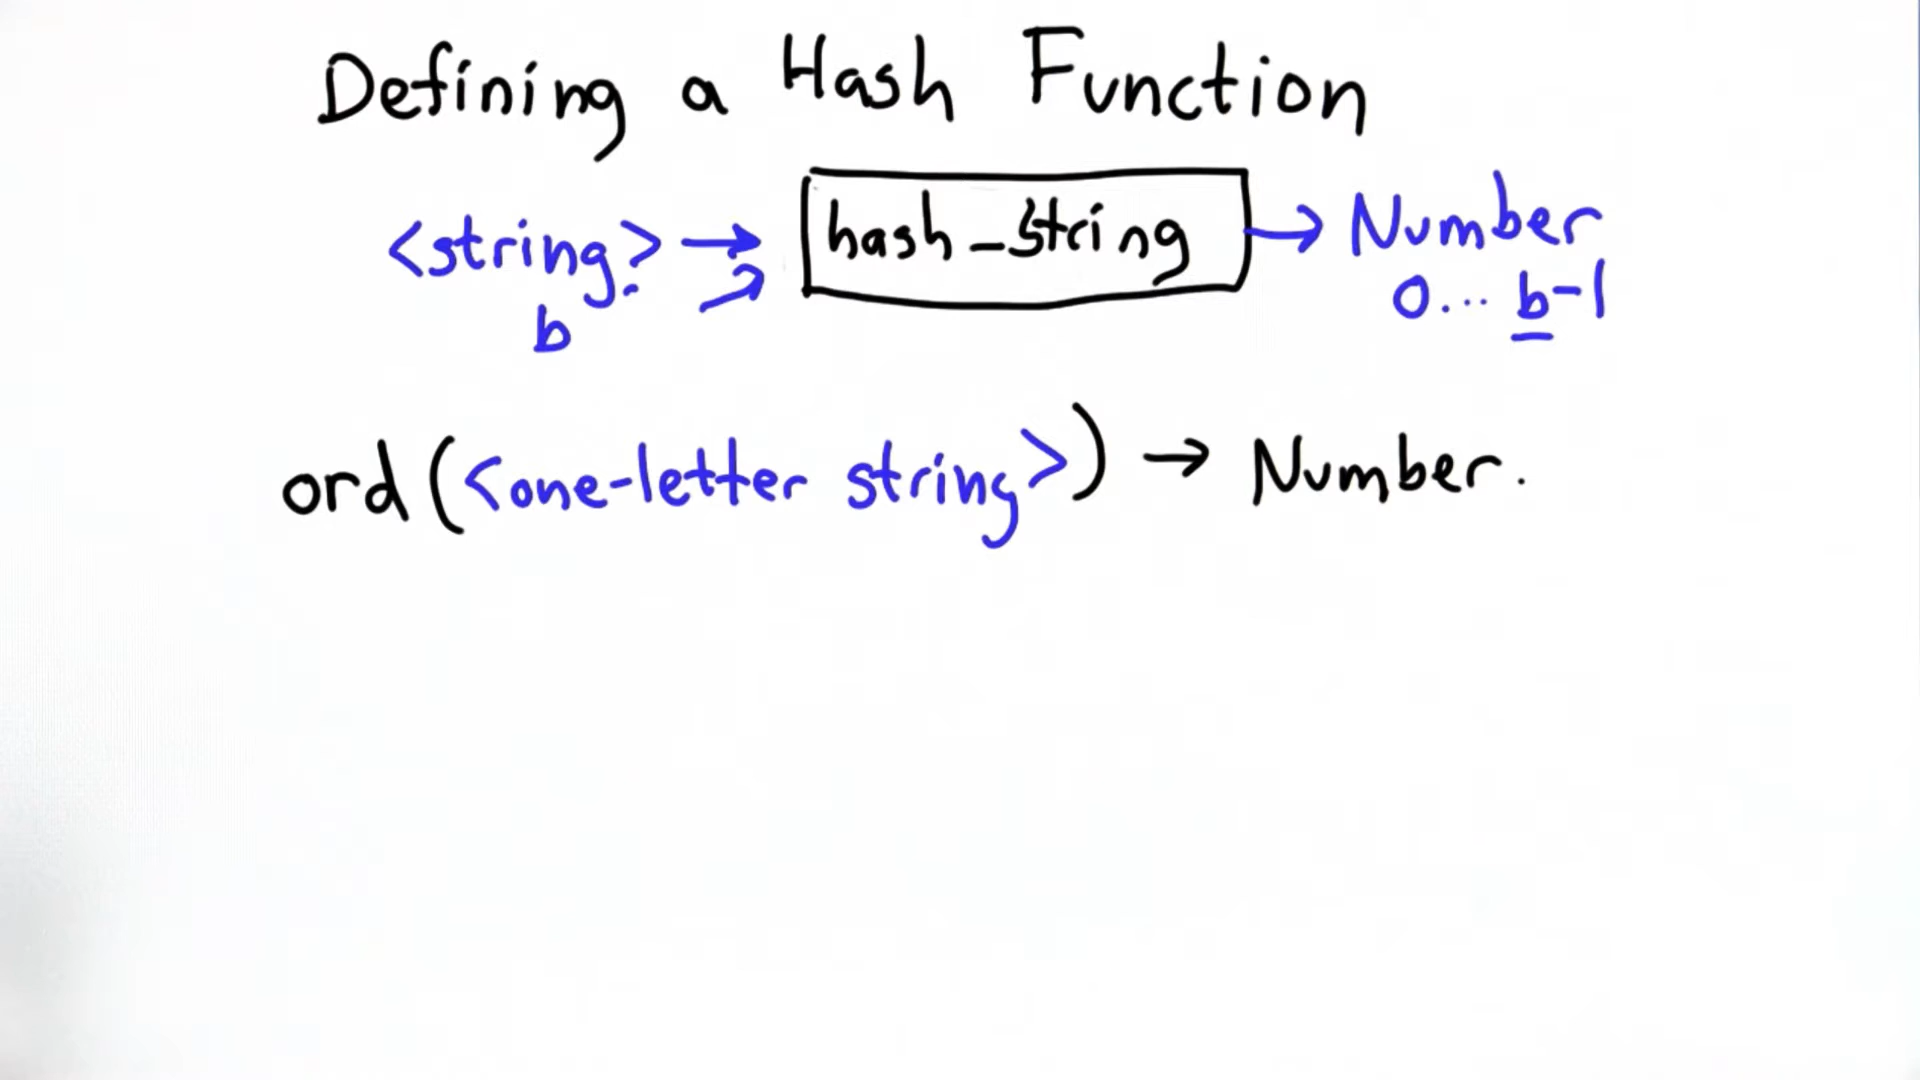 Defining a Hash Function
<string> → hash_string → Number
b 0... b-1
ord(<one-letter string>) → Number.